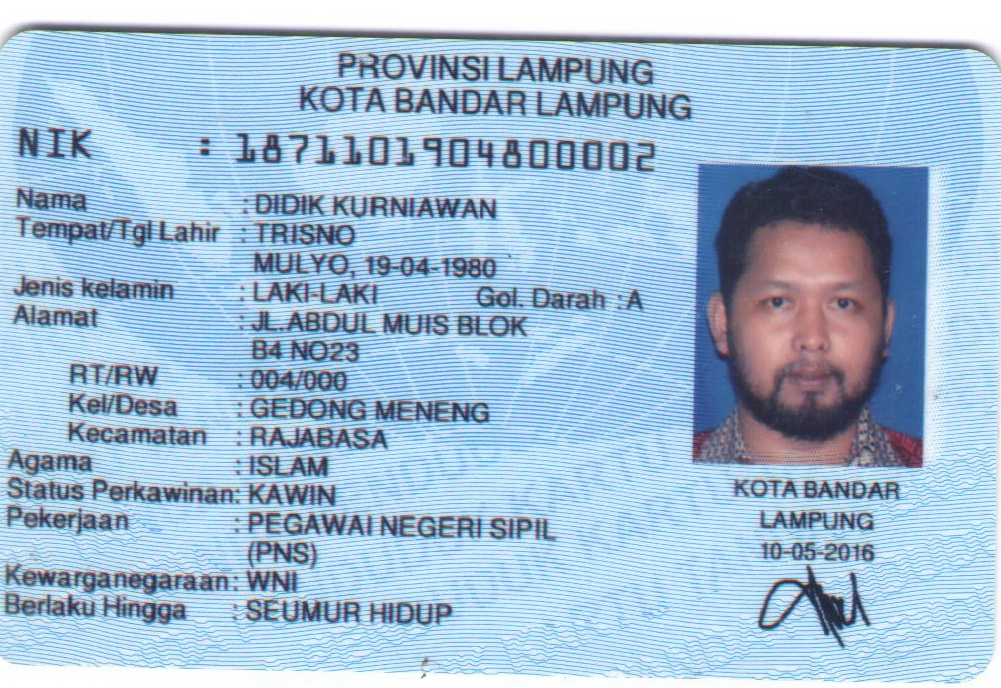 PROVINSI LAMPUNG
KOTA BANDAR LAMPUNG
NIK : 1871101904800002
Nama : DIDIK KURNIAWAN
Tempat/Tgl Lahir : TRISNO
MULYO, 19-04-1980
Jenis kelamin : LAKI-LAKI Gol. Darah : A
Alamat : JL.ABDUL MUIS BLOK
B4 NO23
RT/RW : 004/000
Kel/Desa : GEDONG MENENG
Kecamatan : RAJABASA
Agama : ISLAM
Status Perkawinan: KAWIN
Pekerjaan : PEGAWAI NEGERI SIPIL
(PNS)
Kewarganegaraan: WNI
Berlaku Hingga : SEUMUR HIDUP
KOTA BANDAR
LAMPUNG
10-05-2016